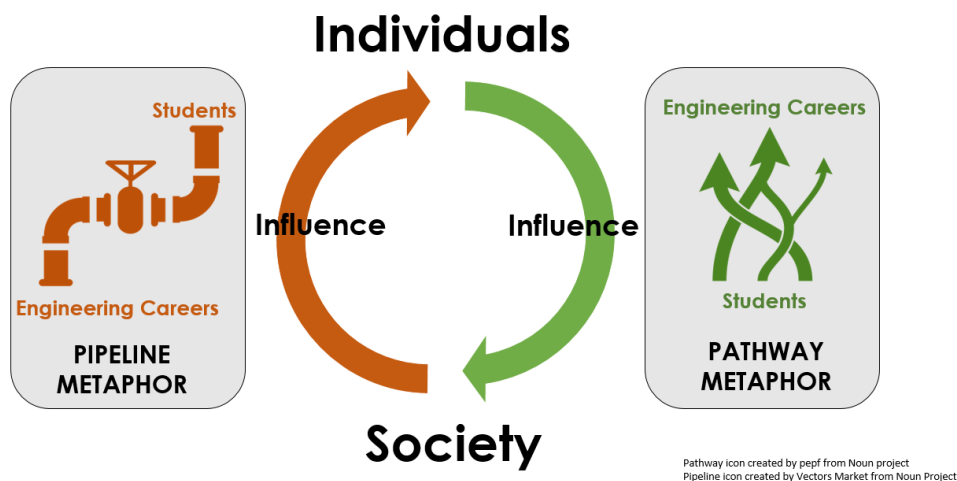 Individuals
Students
Engineering Careers
PIPELINE
METAPHOR
Influence
Influence
Engineering Careers
Students
PATHWAY
METAPHOR
Society
Pathway icon created by pepf from Noun project
Pipeline icon created by Vectors Market from Noun Project